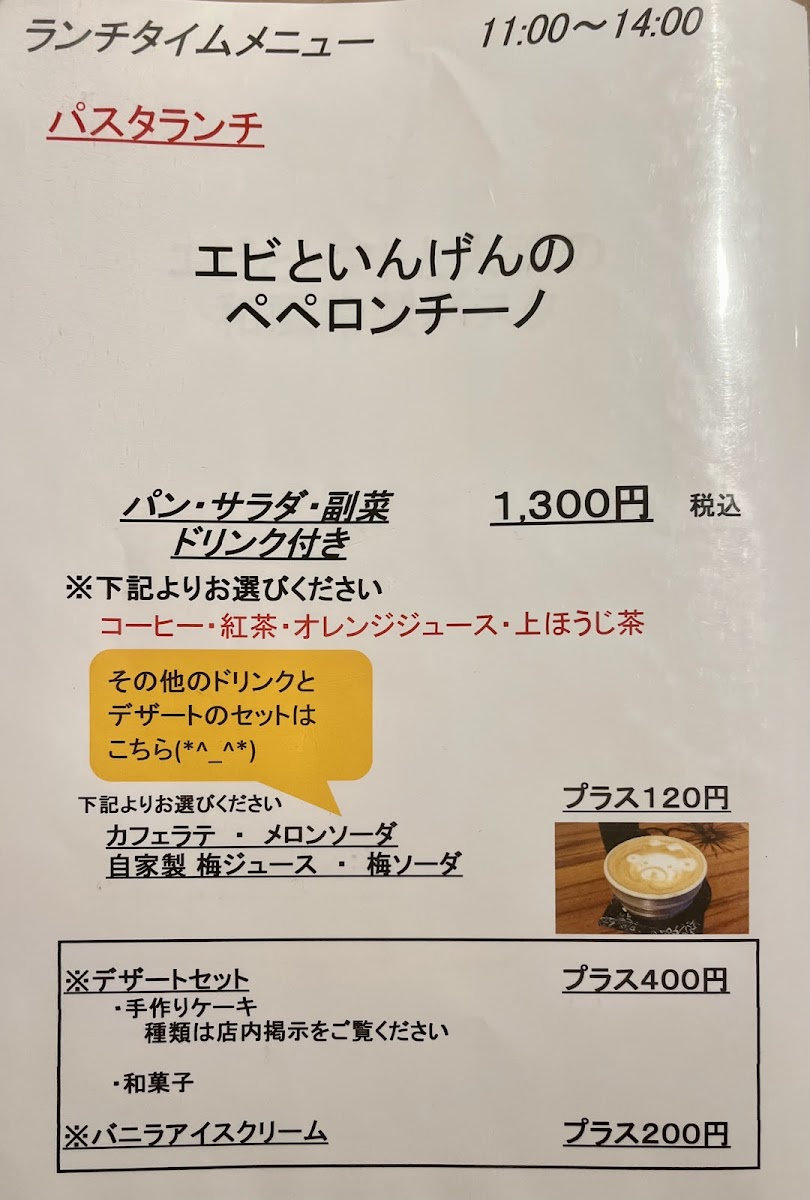 ランチタイムメニュー 11:00～14:00
パスタランチ
エビといんげんの
ペペロンチーノ
パン・サラダ・副菜 1,300円 税込
ドリンク付き
※下記よりお選びください
コーヒー・紅茶・オレンジジュース・上ほうじ茶
その他のドリンクと
デザートのセットは
こちら(*^_^*)
下記よりお選びください プラス120円
カフェラテ ・ メロンソーダ
自家製 梅ジュース ・ 梅ソーダ
※デザートセット プラス400円
・手作りケーキ
種類は店内掲示をご覧ください
・和菓子
※バニラアイスクリーム プラス200円